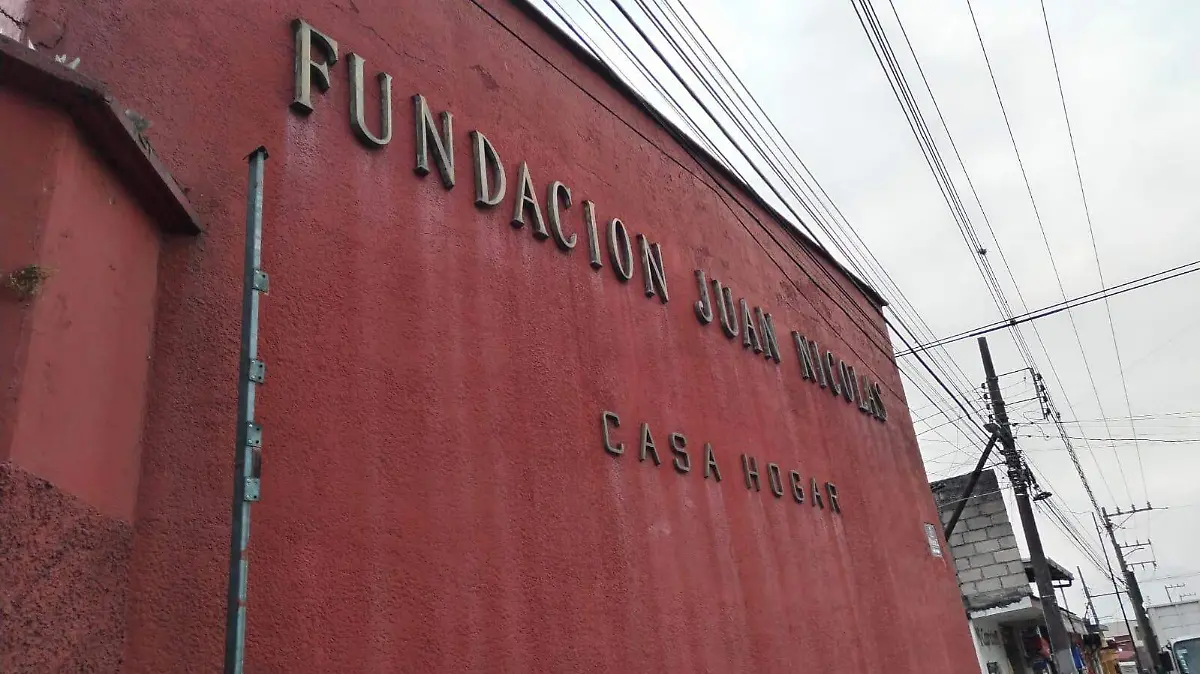 FUNDACION JUAN NICOLAS
CASA HOGAR